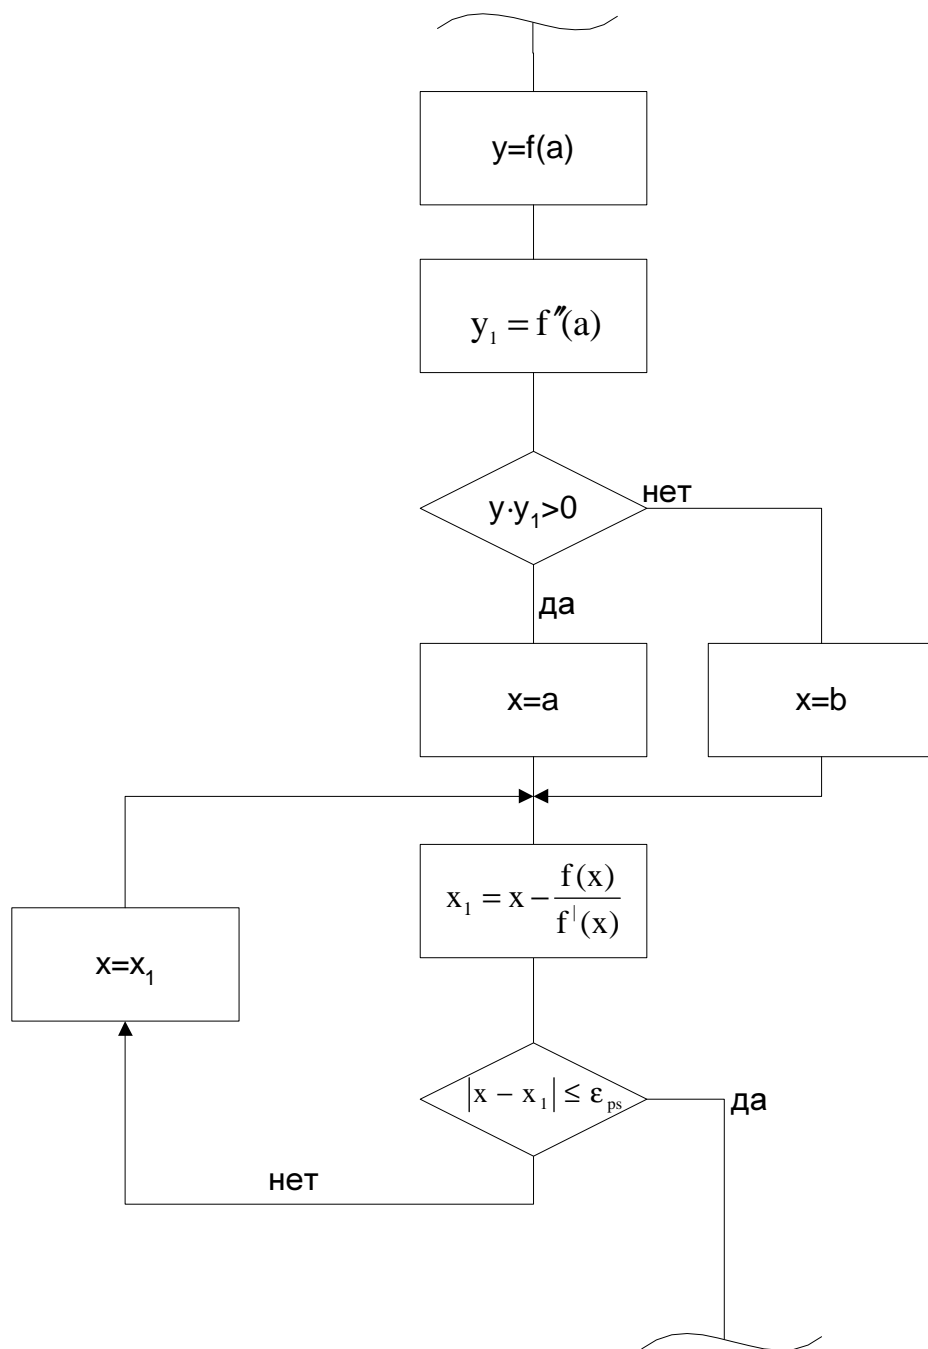 y=f(a)
y₁ = f″(a)
y·y₁>0
нет
да
x=a
x=b
x₁ = x − f(x) / f|(x)
x=x₁
|x − x₁| ≤ ε_ps
да
нет